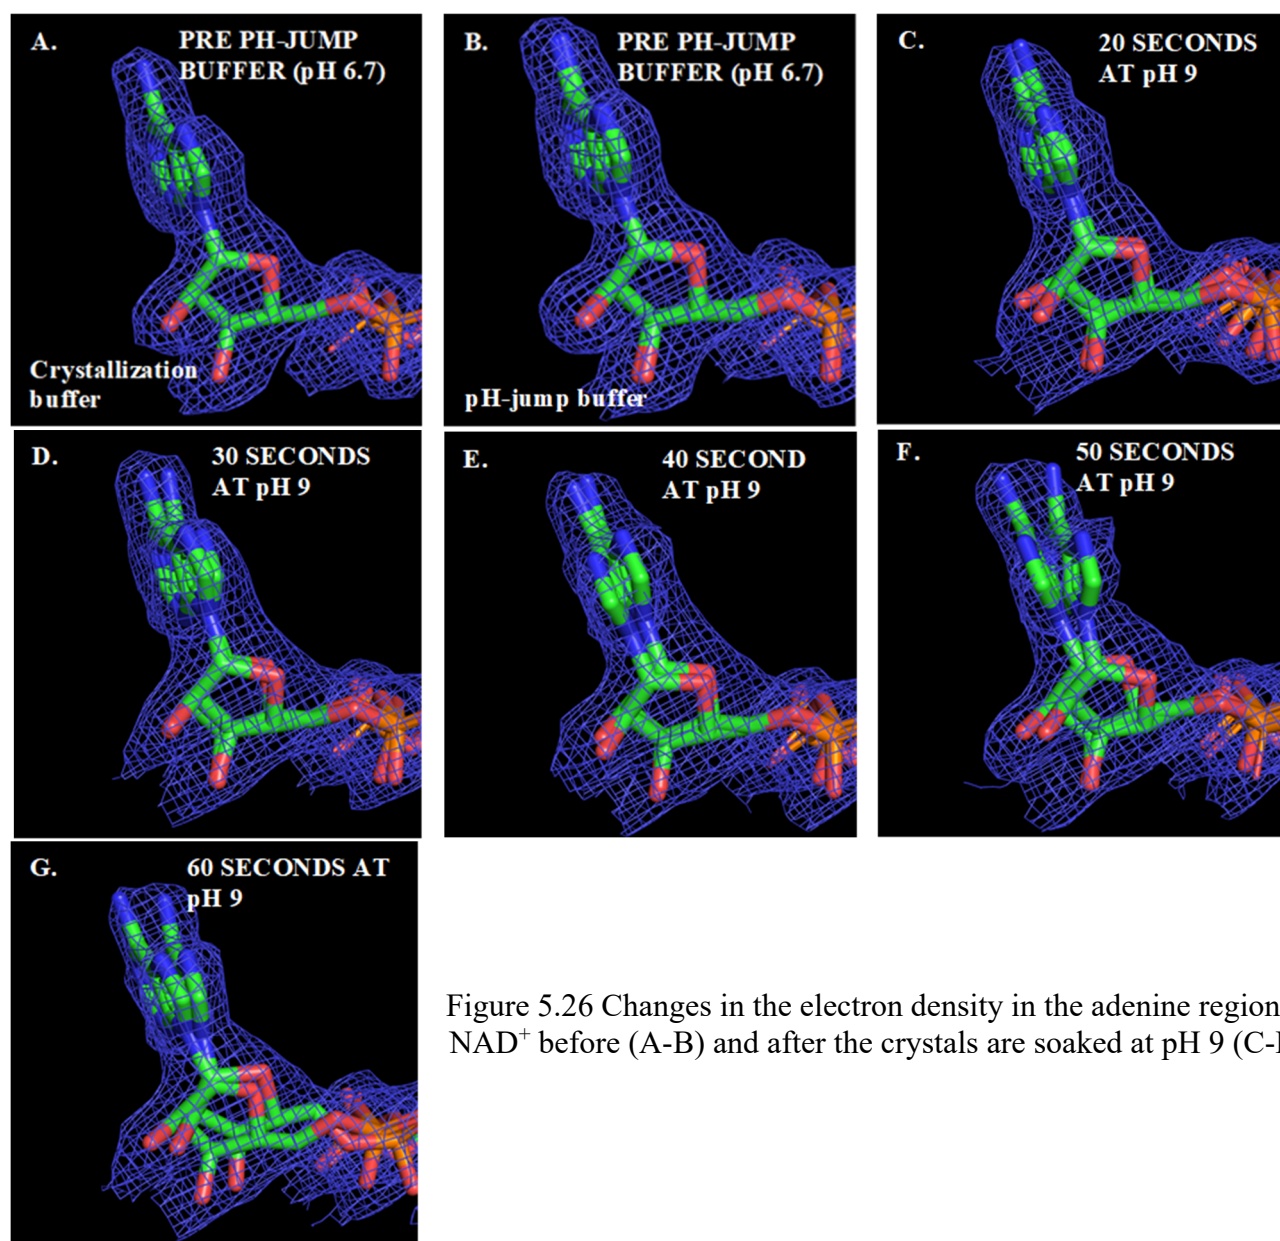 A.
PRE PH-JUMP
BUFFER (pH 6.7)
Crystallization
buffer
B.
PRE PH-JUMP
BUFFER (pH 6.7)
pH-jump buffer
C.
20 SECONDS
AT pH 9
D.
30 SECONDS
AT pH 9
E.
40 SECOND
AT pH 9
F.
50 SECONDS
AT pH 9
G.
60 SECONDS AT
pH 9
Figure 5.26 Changes in the electron density in the adenine region
NAD⁺ before (A-B) and after the crystals are soaked at pH 9 (C-